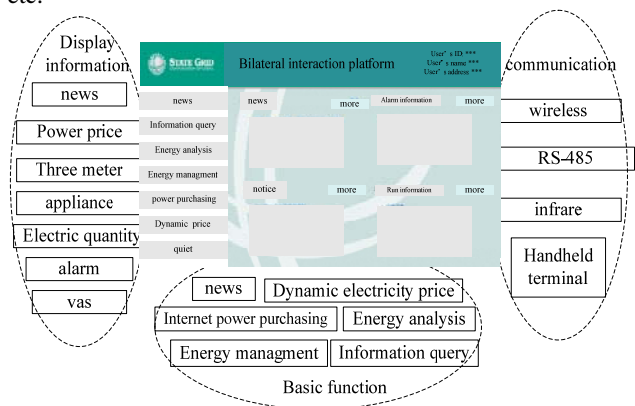 etc.
Display
information
news
Power price
Three meter
appliance
Electric quantity
alarm
vas
STATE GRID
Bilateral interaction platform
User's ID: ***
User's name ***
User's address ***
news
Information query
Energy analysis
Energy managment
power purchasing
Dynamic price
quiet
news
more
Alarm information
more
notice
more
Run information
more
communication
wireless
RS-485
infrare
Handheld
terminal
news
Dynamic electricity price
Internet power purchasing
Energy analysis
Energy managment
Information query
Basic function